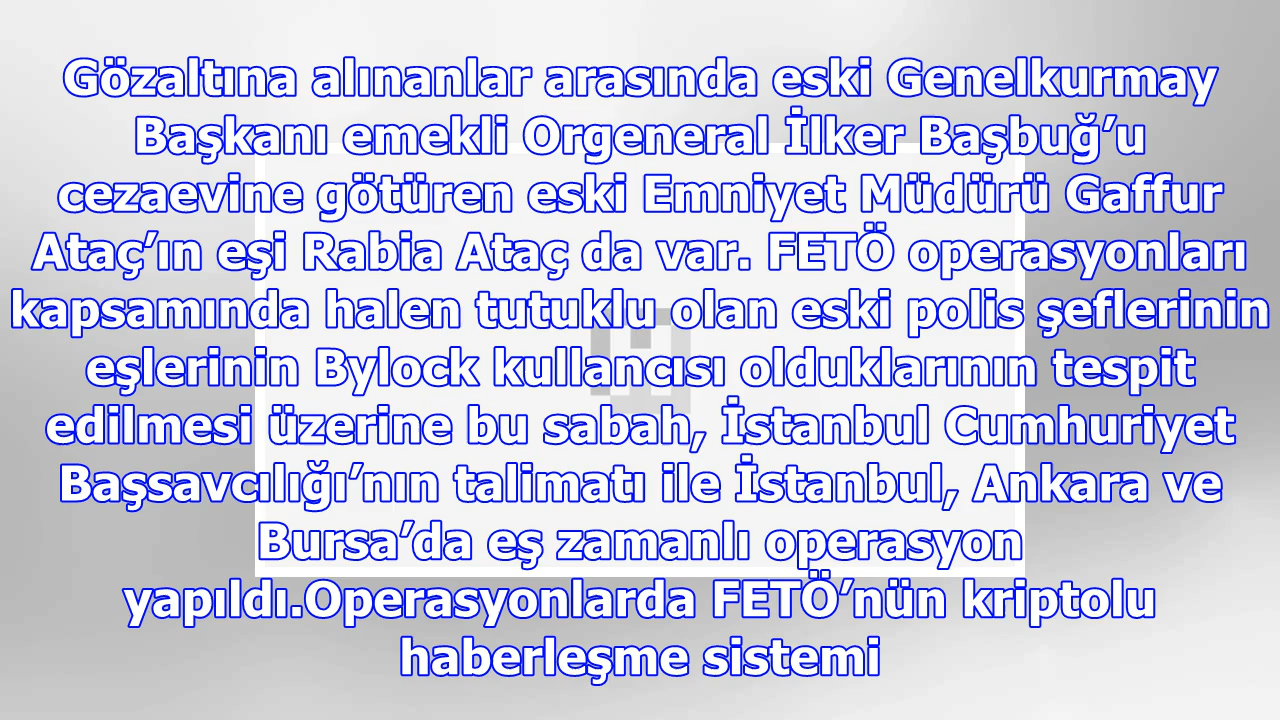 Gözaltına alınanlar arasında eski Genelkurmay
Başkanı emekli Orgeneral İlker Başbuğ’u
cezaevine götüren eski Emniyet Müdürü Gaffur
Ataç’ın eşi Rabia Ataç da var. FETÖ operasyonları
kapsamında halen tutuklu olan eski polis şeflerinin
eşlerinin Bylock kullancısı olduklarının tespit
edilmesi üzerine bu sabah, İstanbul Cumhuriyet
Başsavcılığı’nın talimatı ile İstanbul, Ankara ve
Bursa’da eş zamanlı operasyon
yapıldı.Operasyonlarda FETÖ’nün kriptolu
haberleşme sistemi